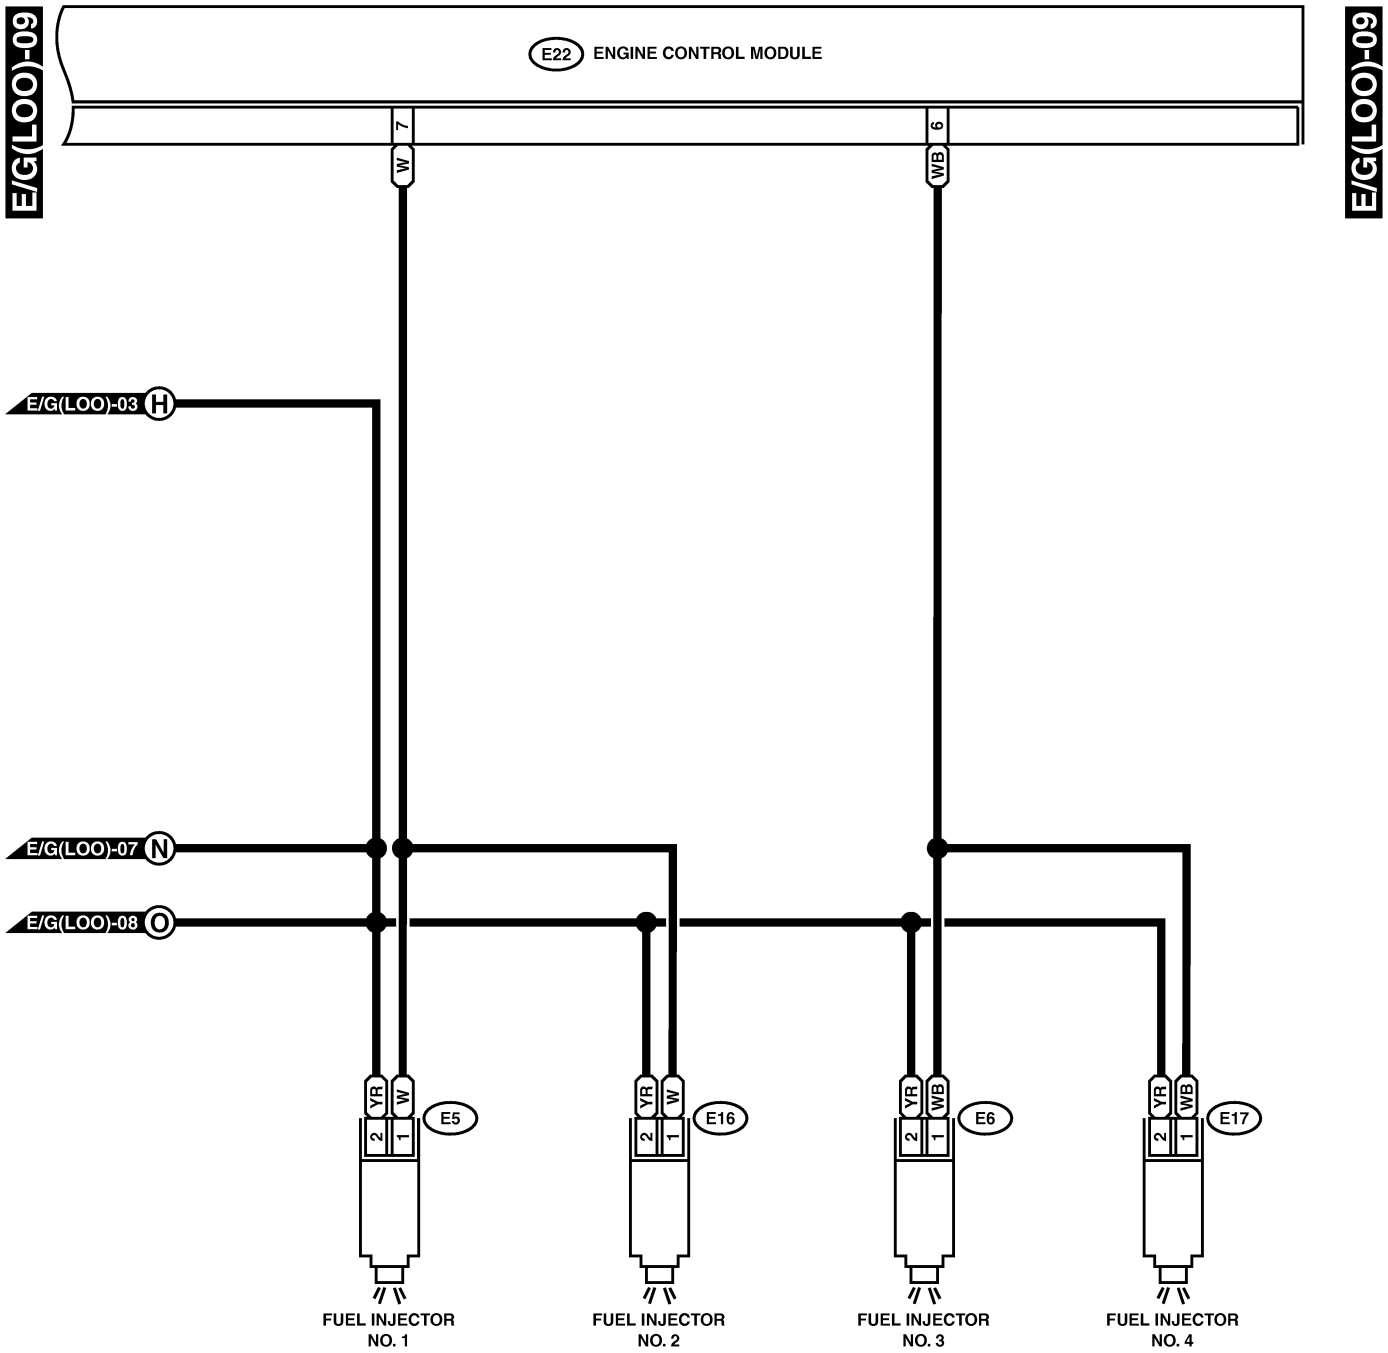 E/G(LOO)-09
E/G(LOO)-09
E22 ENGINE CONTROL MODULE
7
6
W
WB
E/G(LOO)-03 H
E/G(LOO)-07 N
E/G(LOO)-08 O
YR W
YR W
YR WB
YR WB
E5
E16
E6
E17
2 1
2 1
2 1
2 1
FUEL INJECTOR
NO. 1
FUEL INJECTOR
NO. 2
FUEL INJECTOR
NO. 3
FUEL INJECTOR
NO. 4